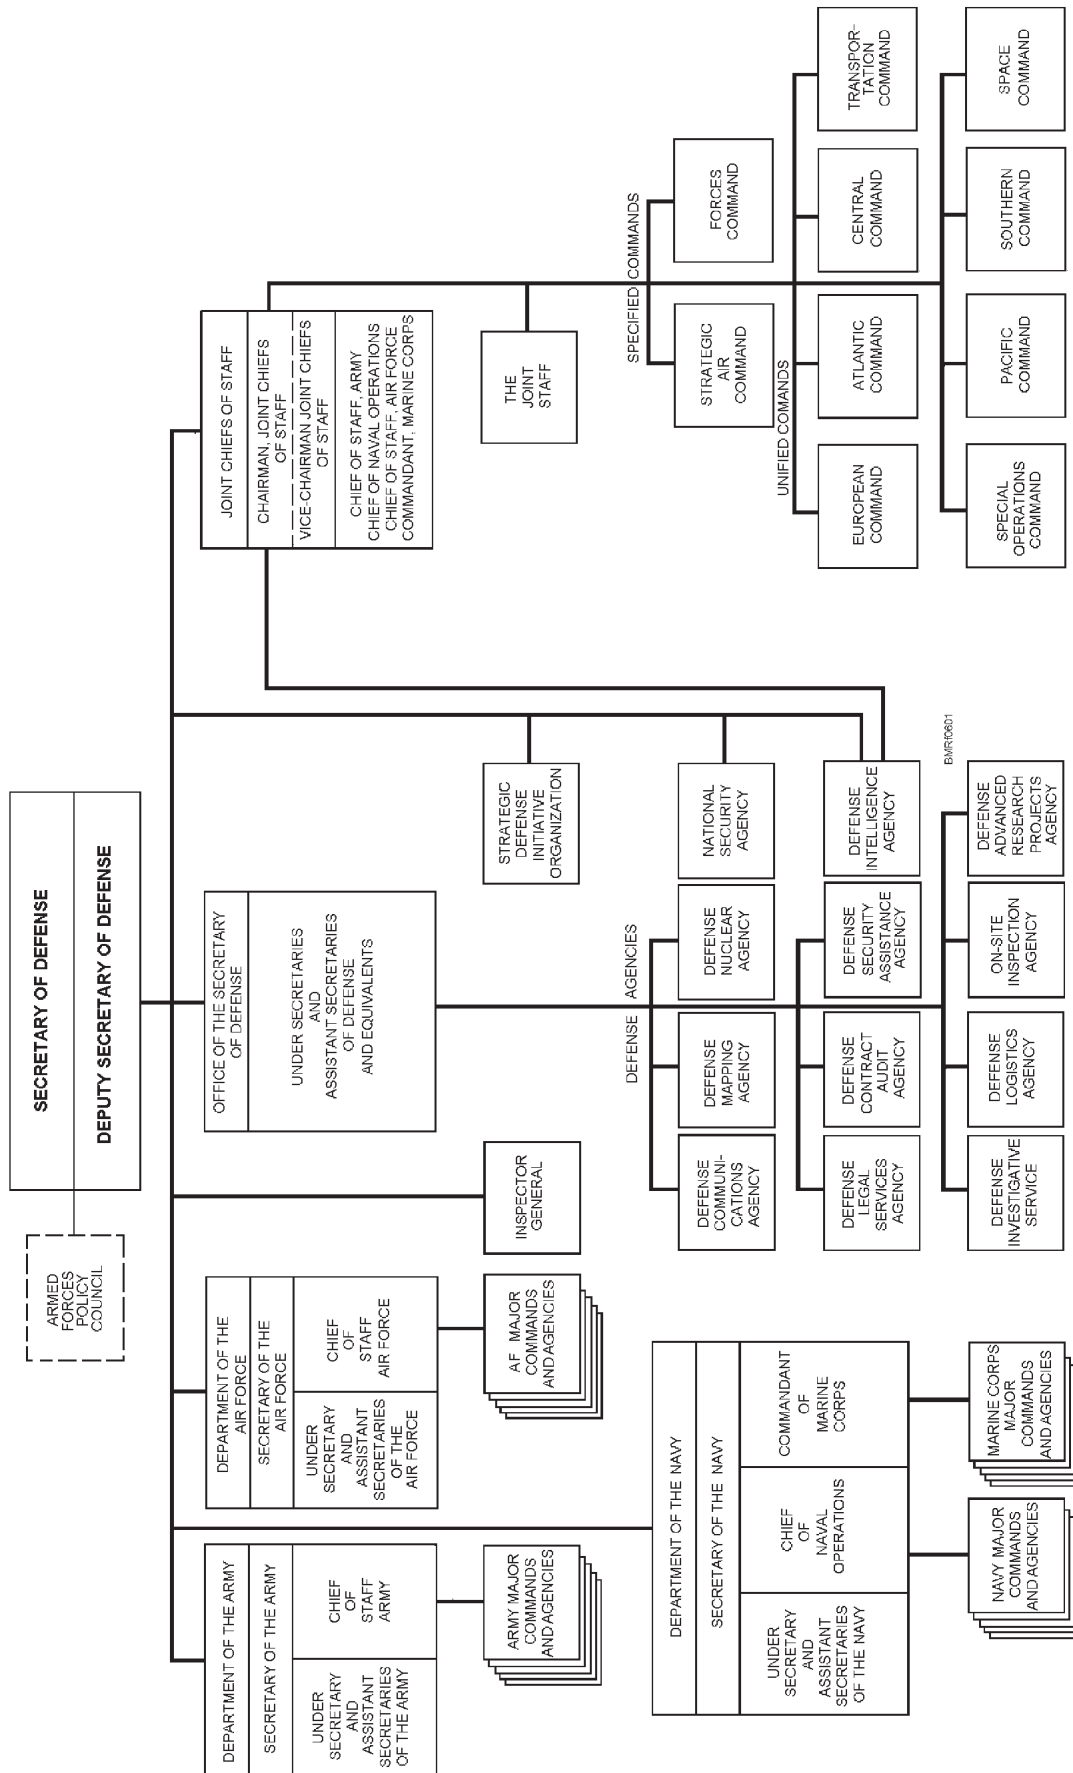 SECRETARY OF DEFENSE
DEPUTY SECRETARY OF DEFENSE
ARMED
FORCES
POLICY
COUNCIL
DEPARTMENT OF THE ARMY
SECRETARY OF THE ARMY
UNDER
SECRETARY
AND
ASSISTANT
SECRETARIES
OF THE ARMY
CHIEF
OF
STAFF
ARMY
ARMY MAJOR
COMMANDS
AND AGENCIES
DEPARTMENT OF THE
AIR FORCE
SECRETARY OF THE
AIR FORCE
UNDER
SECRETARY
AND
ASSISTANT
SECRETARIES
OF THE
AIR FORCE
CHIEF
OF
STAFF
AIR FORCE
AF MAJOR
COMMANDS
AND AGENCIES
DEPARTMENT OF THE NAVY
SECRETARY OF THE NAVY
UNDER
SECRETARY
AND
ASSISTANT
SECRETARIES
OF THE NAVY
CHIEF
OF
NAVAL
OPERATIONS
COMMANDANT
OF
MARINE
CORPS
NAVY MAJOR
COMMANDS
AND AGENCIES
MARINE CORPS
MAJOR
COMMANDS
AND AGENCIES
INSPECTOR
GENERAL
OFFICE OF THE SECRETARY
OF DEFENSE
UNDER SECRETARIES
AND
ASSISTANT SECRETARIES
OF DEFENSE
AND EQUIVALENTS
DEFENSE AGENCIES
DEFENSE
COMMUNI-
CATIONS
AGENCY
DEFENSE
MAPPING
AGENCY
DEFENSE
NUCLEAR
AGENCY
DEFENSE
LEGAL
SERVICES
AGENCY
DEFENSE
CONTRACT
AUDIT
AGENCY
DEFENSE
SECURITY
ASSISTANCE
AGENCY
DEFENSE
INVESTIGATIVE
SERVICE
DEFENSE
LOGISTICS
AGENCY
ON-SITE
INSPECTION
AGENCY
DEFENSE
ADVANCED
RESEARCH
PROJECTS
AGENCY
STRATEGIC
DEFENSE
INITIATIVE
ORGANIZATION
NATIONAL
SECURITY
AGENCY
DEFENSE
INTELLIGENCE
AGENCY
BMRf0601
JOINT CHIEFS OF STAFF
CHAIRMAN, JOINT CHIEFS
OF STAFF
VICE-CHAIRMAN JOINT CHIEFS
OF STAFF
CHIEF OF STAFF, ARMY
CHIEF OF NAVAL OPERATIONS
CHIEF OF STAFF, AIR FORCE
COMMANDANT, MARINE CORPS
THE
JOINT
STAFF
SPECIFIED COMMANDS
STRATEGIC
AIR
COMMAND
FORCES
COMMAND
UNIFIED COMANDS
EUROPEAN
COMMAND
ATLANTIC
COMMAND
CENTRAL
COMMAND
TRANSPOR-
TATION
COMMAND
SPECIAL
OPERATIONS
COMMAND
PACIFIC
COMMAND
SOUTHERN
COMMAND
SPACE
COMMAND